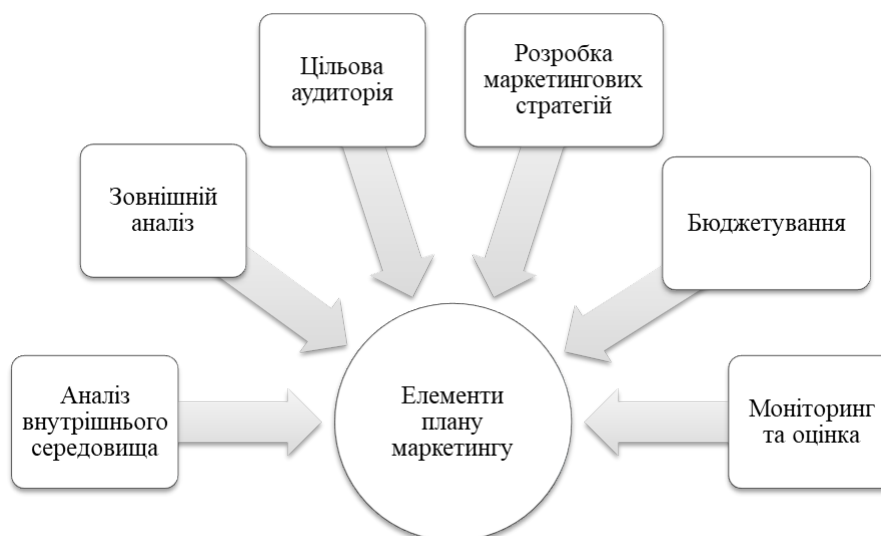 Цільова
аудиторія
Розробка
маркетингових
стратегій
Зовнішній
аналіз
Бюджетування
Аналіз
внутрішнього
середовища
Елементи
плану
маркетингу
Моніторинг
та оцінка